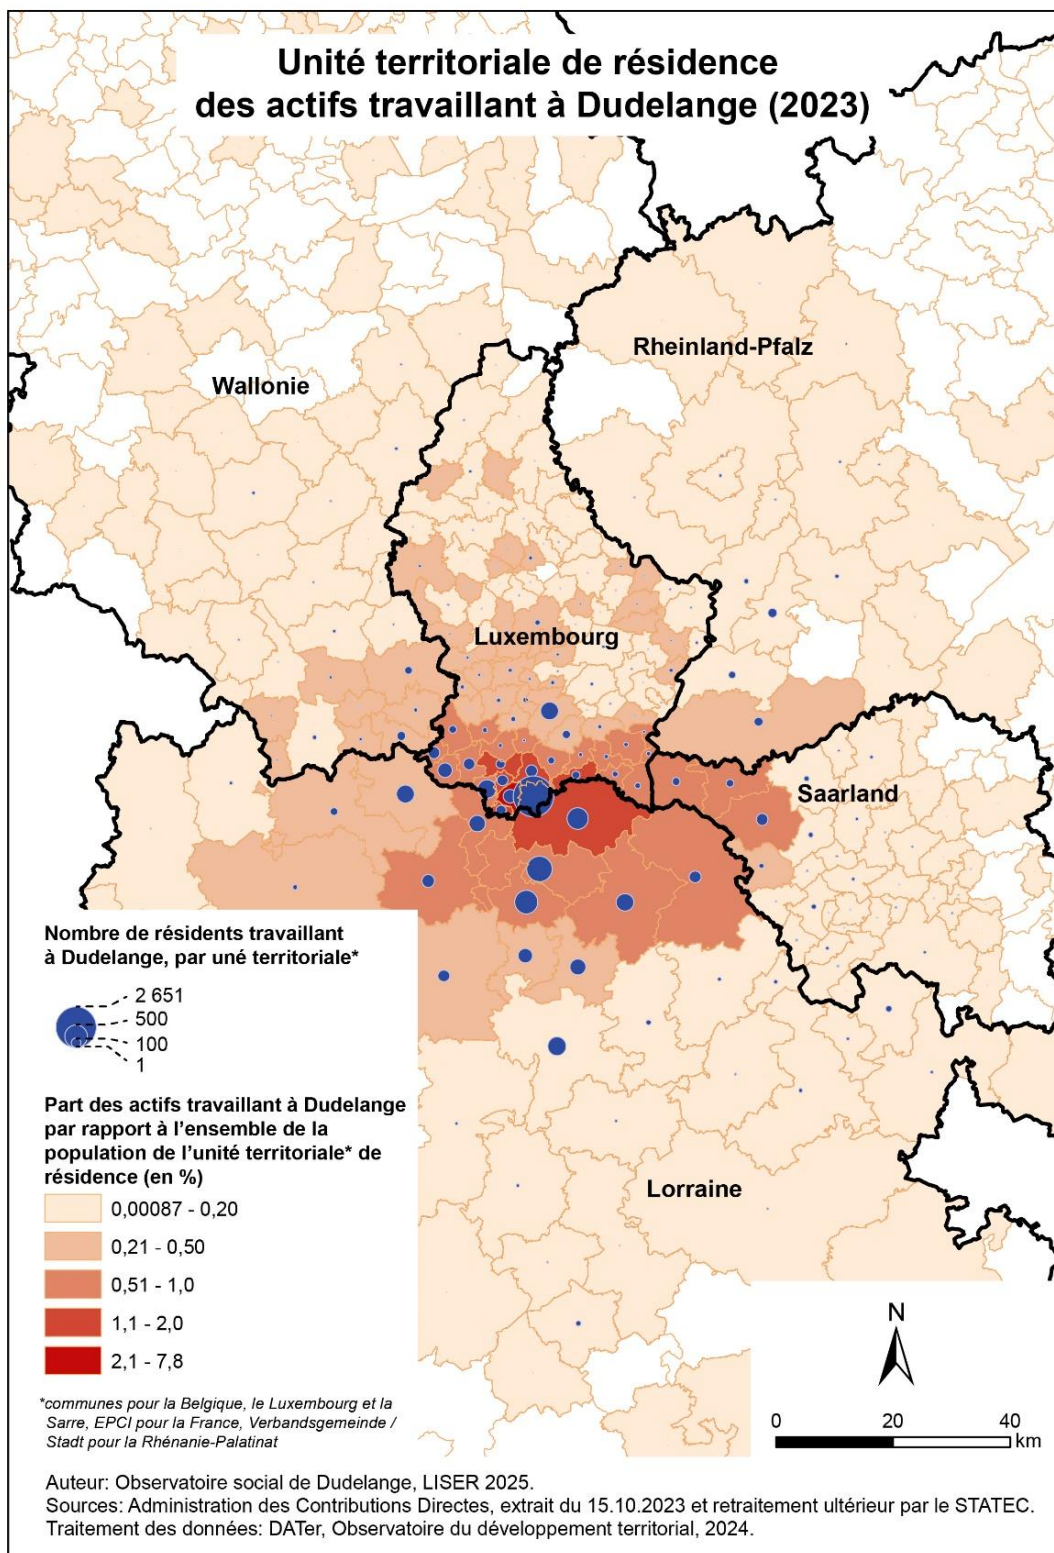 Unité territoriale de résidence
des actifs travaillant à Dudelange (2023)
Rheinland-Pfalz
Wallonie
Luxembourg
Saarland
Nombre de résidents travaillant
à Dudelange, par uné territoriale*
2 651
500
100
1
Part des actifs travaillant à Dudelange
par rapport à l’ensemble de la
population de l’unité territoriale* de
résidence (en %)
Lorraine
0,00087 - 0,20
0,21 - 0,50
0,51 - 1,0
1,1 - 2,0
2,1 - 7,8
N
*communes pour la Belgique, le Luxembourg et la
Sarre, EPCI pour la France, Verbandsgemeinde /
Stadt pour la Rhénanie-Palatinat
0 20 40
km
Auteur: Observatoire social de Dudelange, LISER 2025.
Sources: Administration des Contributions Directes, extrait du 15.10.2023 et retraitement ultérieur par le STATEC.
Traitement des données: DATer, Observatoire du développement territorial, 2024.